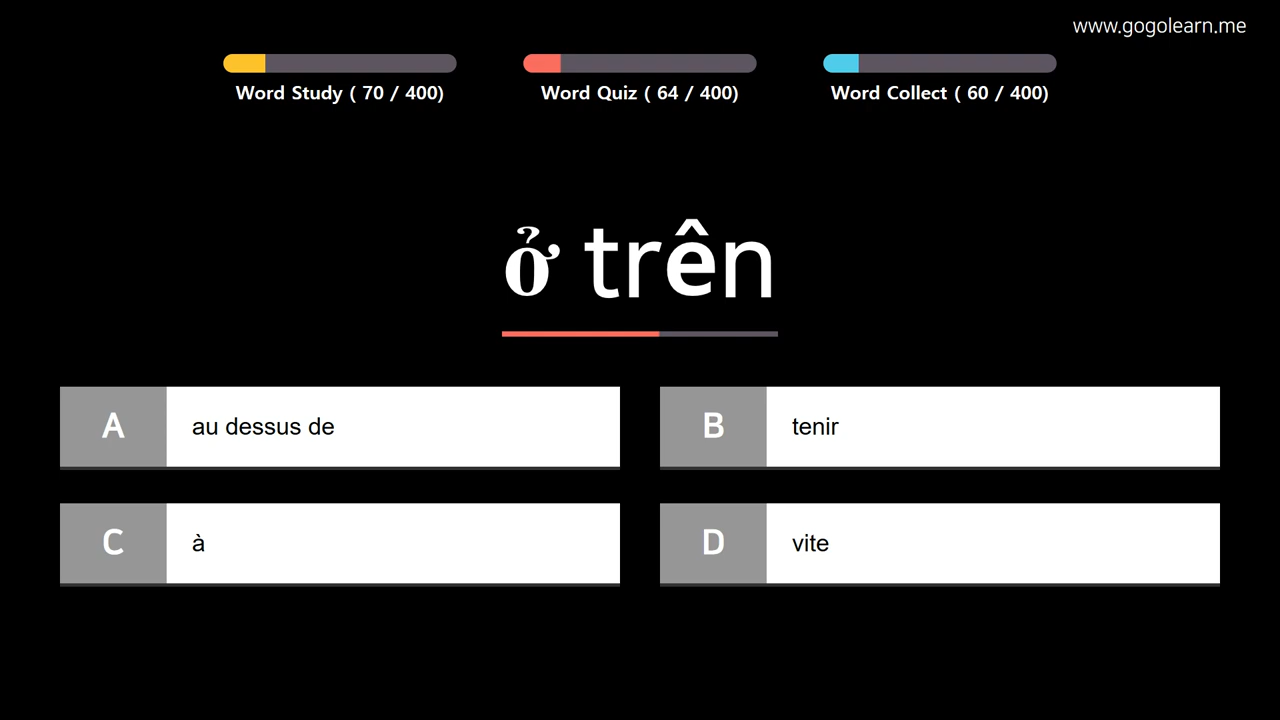 www.gogolearn.me
Word Study ( 70 / 400)
Word Quiz ( 64 / 400)
Word Collect ( 60 / 400)
ở trên
A au dessus de
B tenir
C à
D vite